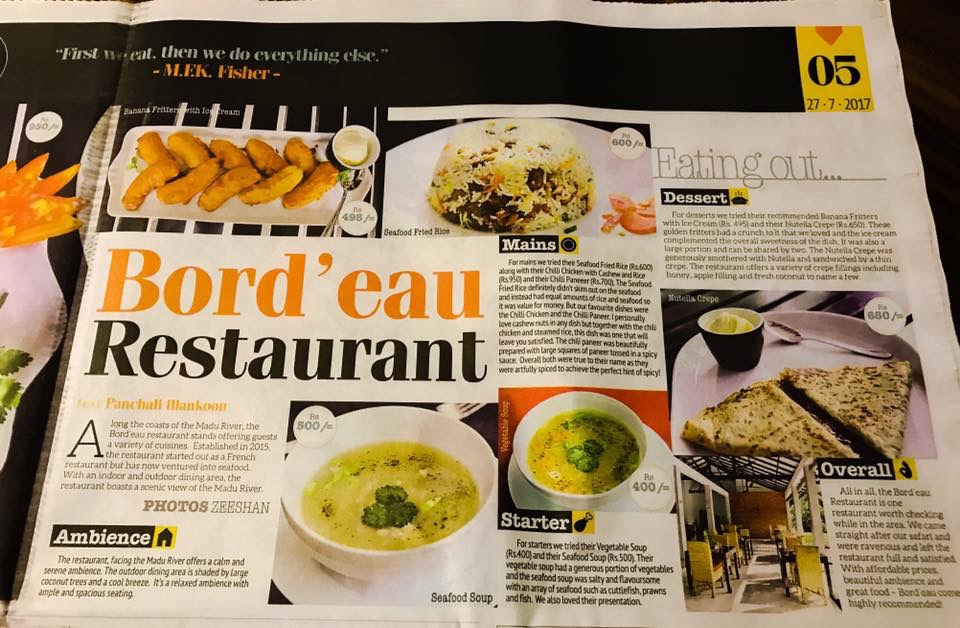 "First we eat, then we do everything else."
- M.F.K. Fisher -
05
27 · 7 · 2017
Rs
950/=
Banana Fritters with Ice Cream
Rs
495/=
Rs
600/=
Seafood Fried Rice
Eating out...
Bord'eau
Restaurant
Text Panchali Illankoon
Along the coasts of the Madu River, the
Bord'eau restaurant stands offering guests
a variety of cuisines. Established in 2015,
the restaurant started out as a French
restaurant but has now ventured into seafood.
With an indoor and outdoor dining area, the
restaurant boasts a scenic view of the Madu River.
PHOTOS ZEESHAN
Ambience
The restaurant, facing the Madu River offers a calm and
serene ambience. The outdoor dining area is shaded by large
coconut trees and a cool breeze. It's a relaxed ambience with
ample and spacious seating.
Rs
500/=
Seafood Soup
Mains
For mains we tried their Seafood Fried Rice (Rs.600)
along with their Chilli Chicken with Cashew and Rice
(Rs.950) and their Chilli Paneeer (Rs.700). The Seafood
Fried Rice definitely didn't skim out on the seafood
and instead had equal amounts of rice and seafood so
it was value for money. But our favourite dishes were
the Chilli Chicken and the Chilli Paneer. I personally
love cashew nuts in any dish but together with the chilli
chicken and steamed rice, this dish was one that will
leave you satisfied. The chilli paneer was beautifully
prepared with large squares of paneer tossed in a spicy
sauce. Overall both were true to their name as they
were artfully spiced to achieve the perfect hint of spicy!
Vegetable Soup
Rs
400/=
Starter
For starters we tried their Vegetable Soup
(Rs.400) and their Seafood Soup (Rs.500). Their
vegetable soup had a generous portion of vegetables
and the seafood soup was salty and flavoursome
with an array of seafood such as cuttlefish, prawns
and fish. We also loved their presentation.
Dessert
For desserts we tried their recommended Banana Fritters
with Ice Cream (Rs. 495) and their Nutella Crepe (Rs.650). These
golden fritters had a crunch to it that we loved and the ice cream
complemented the overall sweetness of the dish. It was also a
large portion and can be shared by two. The Nutella Crepe was
generously smothered with Nutella and sandwiched by a thin
crepe. The restaurant offers a variety of crepe fillings including
honey, apple filling and fresh coconut to name a few.
Nutella Crepe
Rs
650/=
Overall
All in all, the Bord'eau
Restaurant is one
restaurant worth checking
while in the area. We came
straight after our safari and
were ravenous and left the
restaurant full and satisfied.
With affordable prices,
beautiful ambience and
great food – Bord'eau come
highly recommended!